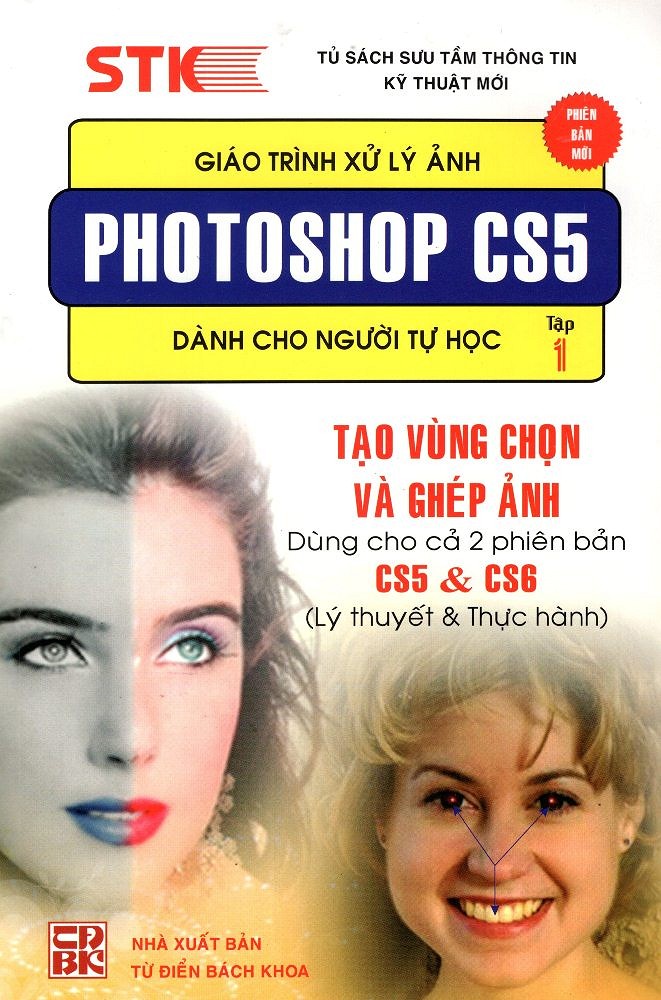 STK
TỦ SÁCH SƯU TẦM THÔNG TIN
KỸ THUẬT MỚI
PHIÊN
BẢN
MỚI
GIÁO TRÌNH XỬ LÝ ẢNH
PHOTOSHOP CS5
DÀNH CHO NGƯỜI TỰ HỌC
Tập
1
TẠO VÙNG CHỌN
VÀ GHÉP ẢNH
Dùng cho cả 2 phiên bản
CS5 & CS6
(Lý thuyết & Thực hành)
NHÀ XUẤT BẢN
TỪ ĐIỂN BÁCH KHOA